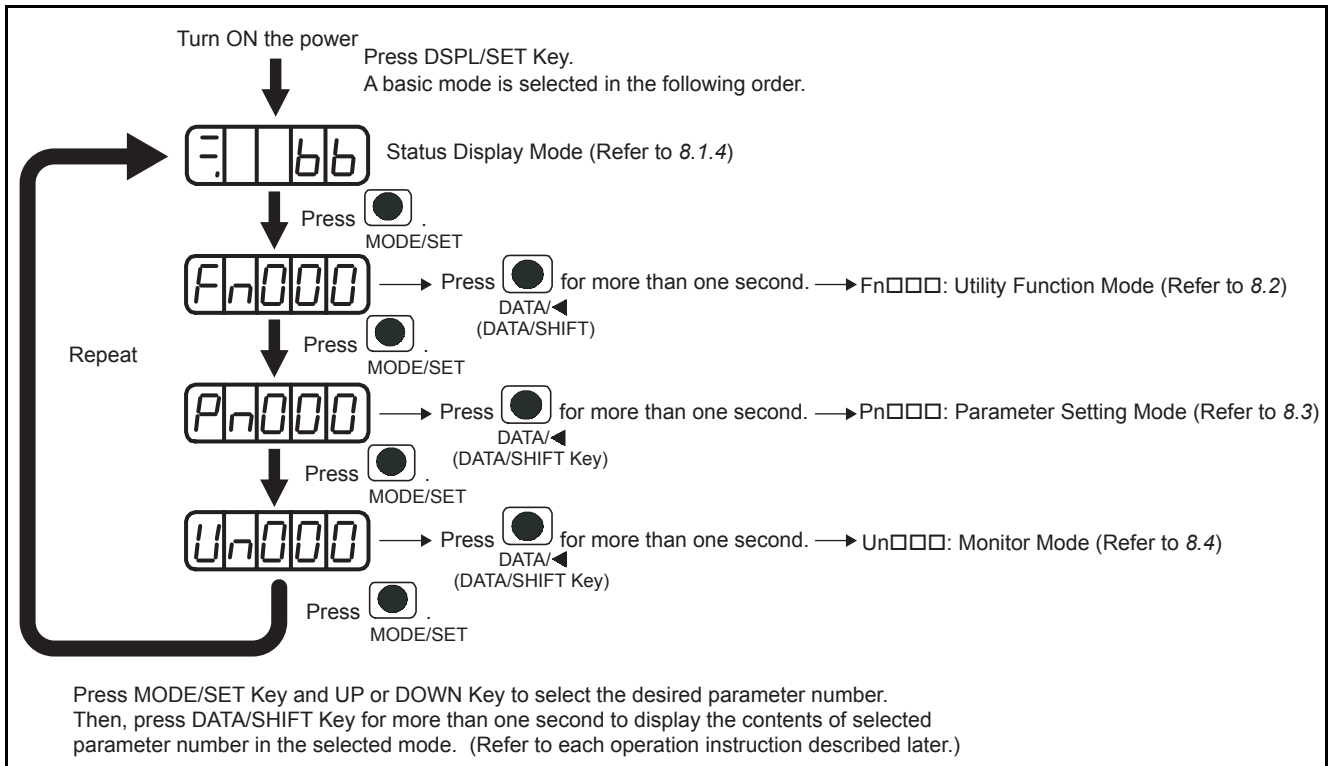 Turn ON the power
Press DSPL/SET Key.
A basic mode is selected in the following order.
bb
Status Display Mode (Refer to 8.1.4)
Press .
MODE/SET
Fn000
Press for more than one second.
DATA/◀
(DATA/SHIFT)
Fn□□□: Utility Function Mode (Refer to 8.2)
Repeat
Press .
MODE/SET
Pn000
Press for more than one second.
DATA/◀
(DATA/SHIFT Key)
Pn□□□: Parameter Setting Mode (Refer to 8.3)
Press .
MODE/SET
Un000
Press for more than one second.
DATA/◀
(DATA/SHIFT Key)
Un□□□: Monitor Mode (Refer to 8.4)
Press .
MODE/SET
Press MODE/SET Key and UP or DOWN Key to select the desired parameter number.
Then, press DATA/SHIFT Key for more than one second to display the contents of selected
parameter number in the selected mode. (Refer to each operation instruction described later.)